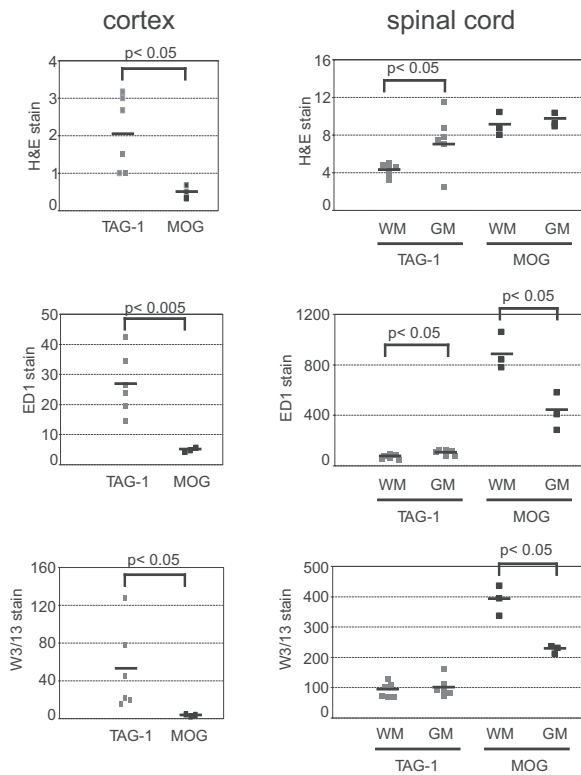 cortex
spinal cord
p< 0.05
4
3
2
1
0
H&E stain
TAG-1 MOG
p< 0.05
16
12
8
4
0
H&E stain
WM GM WM GM
TAG-1 MOG
p< 0.005
50
40
30
20
10
0
ED1 stain
TAG-1 MOG
p< 0.05
p< 0.05
1200
800
400
0
ED1 stain
WM GM WM GM
TAG-1 MOG
p< 0.05
160
120
80
40
0
W3/13 stain
TAG-1 MOG
p< 0.05
500
400
300
200
100
0
W3/13 stain
WM GM WM GM
TAG-1 MOG